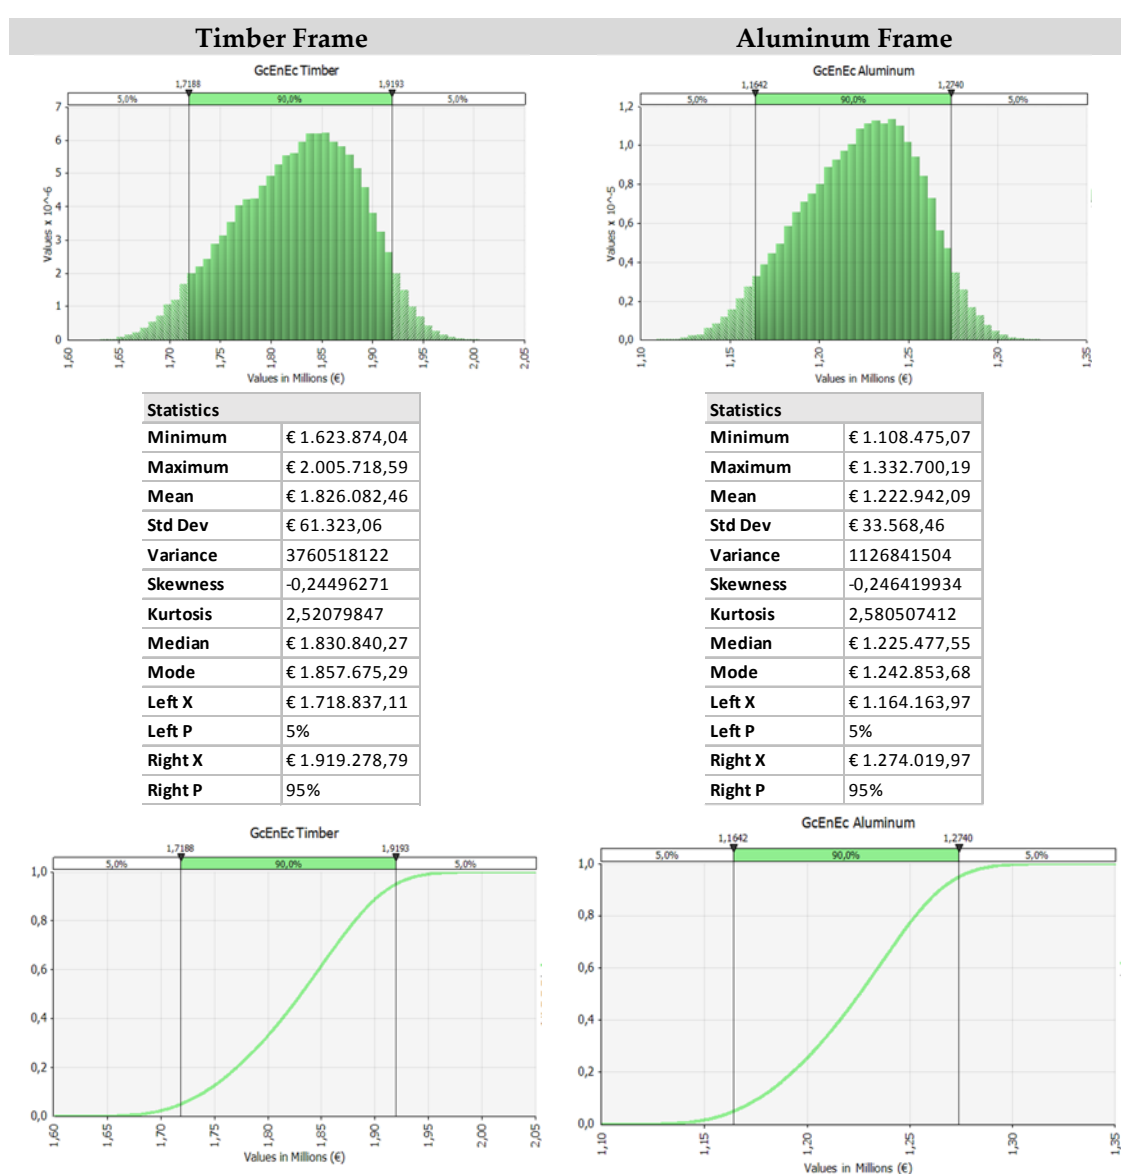 Timber Frame
Aluminum Frame
GcEnEc Timber
1,7188 1,9193
5,0% 90,0% 5,0%
7
6
5
4
3
2
1
0
Values x 10^-6
1,60 1,65 1,70 1,75 1,80 1,85 1,90 1,95 2,00 2,05
Values in Millions (€)
GcEnEc Aluminum
1,1642 1,2740
5,0% 90,0% 5,0%
1,2
1,0
0,8
0,6
0,4
0,2
0,0
Values x 10^-5
1,10 1,15 1,20 1,25 1,30 1,35
Values in Millions (€)
Statistics
Minimum € 1.623.874,04
Maximum € 2.005.718,59
Mean € 1.826.082,46
Std Dev € 61.323,06
Variance 3760518122
Skewness -0,24496271
Kurtosis 2,52079847
Median € 1.830.840,27
Mode € 1.857.675,29
Left X € 1.718.837,11
Left P 5%
Right X € 1.919.278,79
Right P 95%
Statistics
Minimum € 1.108.475,07
Maximum € 1.332.700,19
Mean € 1.222.942,09
Std Dev € 33.568,46
Variance 1126841504
Skewness -0,246419934
Kurtosis 2,580507412
Median € 1.225.477,55
Mode € 1.242.853,68
Left X € 1.164.163,97
Left P 5%
Right X € 1.274.019,97
Right P 95%
GcEnEc Timber
1,7188 1,9193
5,0% 90,0% 5,0%
1,0
0,8
0,6
0,4
0,2
0,0
1,60 1,65 1,70 1,75 1,80 1,85 1,90 1,95 2,00 2,05
Values in Millions (€)
GcEnEc Aluminum
1,1642 1,2740
5,0% 90,0% 5,0%
1,0
0,8
0,6
0,4
0,2
0,0
1,10 1,15 1,20 1,25 1,30 1,35
Values in Millions (€)